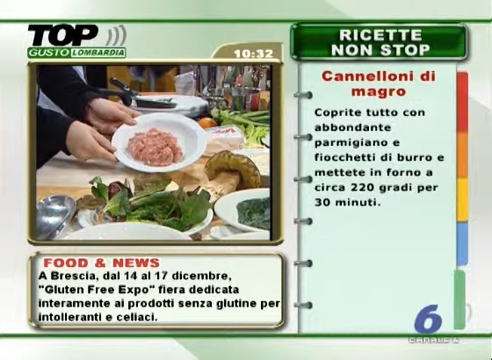 TOP
GUSTO LOMBARDIA
10:32
RICETTE
NON STOP
Cannelloni di
magro
Coprite tutto con
abbondante
parmigiano e
fiocchetti di burro e
mettete in forno a
circa 220 gradi per
30 minuti.
FOOD & NEWS
A Brescia, dal 14 al 17 dicembre,
"Gluten Free Expo" fiera dedicata
interamente ai prodotti senza glutine per
intolleranti e celiaci.
6